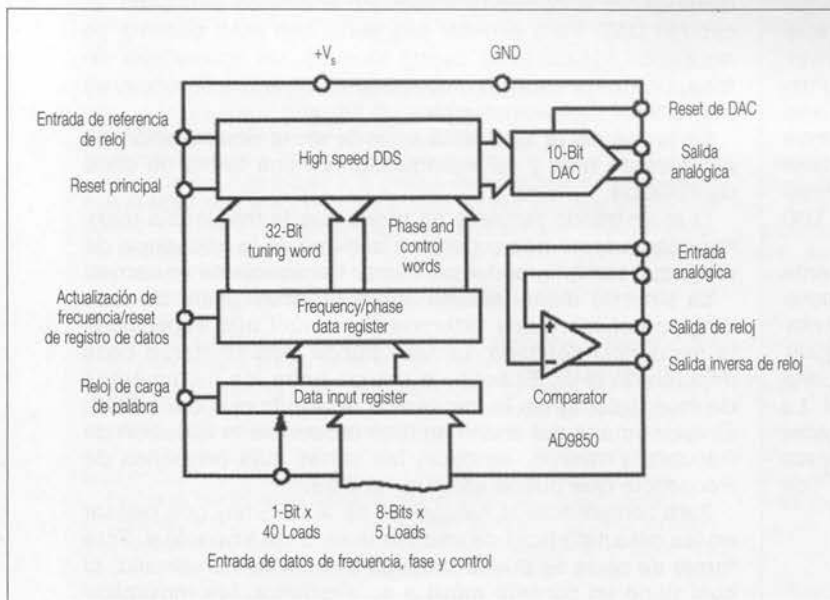 +Vs
GND
Entrada de referencia
de reloj
Reset principal
High speed DDS
10-Bit
DAC
Reset de DAC
Salida
analógica
32-Bit
tuning word
Phase and
control
words
Entrada
analógica
Actualización de
frecuencia/reset
de registro de datos
Frequency/phase
data register
+
Salida de reloj
Salida inversa de reloj
Reloj de carga
de palabra
Data input register
Comparator
AD9850
1-Bit x
40 Loads
8-Bits x
5 Loads
Entrada de datos de frecuencia, fase y control